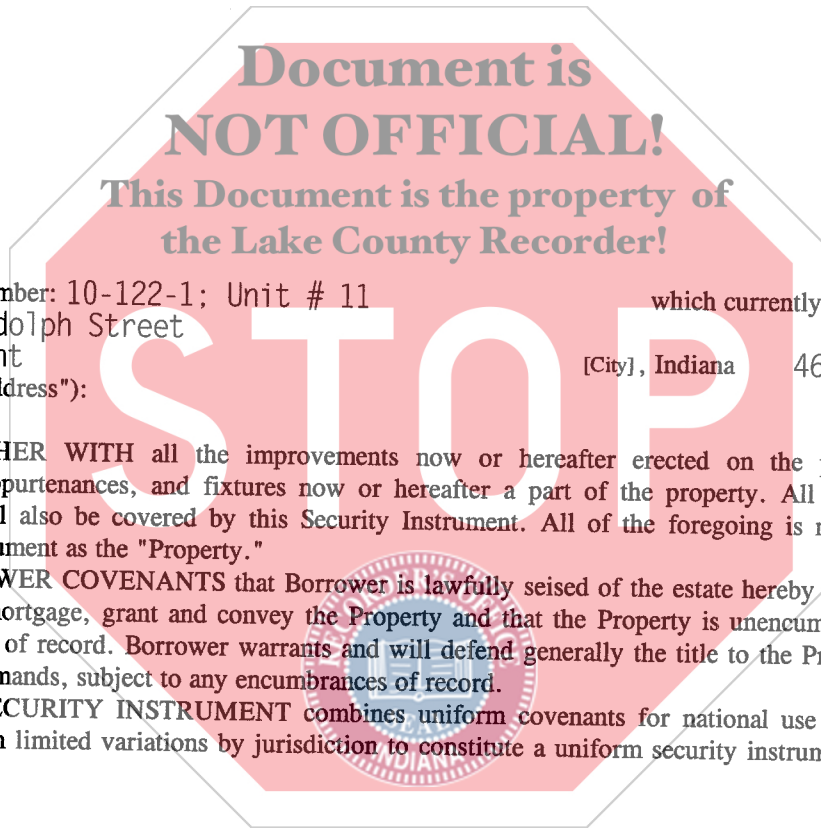 Document is
NOT OFFICIAL!
This Document is the property of
the Lake County Recorder!
mber: 10-122-1; Unit # 11 which currently
dolph Street
nt [City], Indiana 46
ddress"):
STOP
HER WITH all the improvements now or hereafter erected on the
purtenances, and fixtures now or hereafter a part of the property. All
l also be covered by this Security Instrument. All of the foregoing is r
ument as the "Property."
WER COVENANTS that Borrower is lawfully seised of the estate hereby
ortgage, grant and convey the Property and that the Property is unencum
of record. Borrower warrants and will defend generally the title to the Pr
mands, subject to any encumbrances of record.
ECURITY INSTRUMENT combines uniform covenants for national use
n limited variations by jurisdiction to constitute a uniform security instrum
SEAL
INDIANA